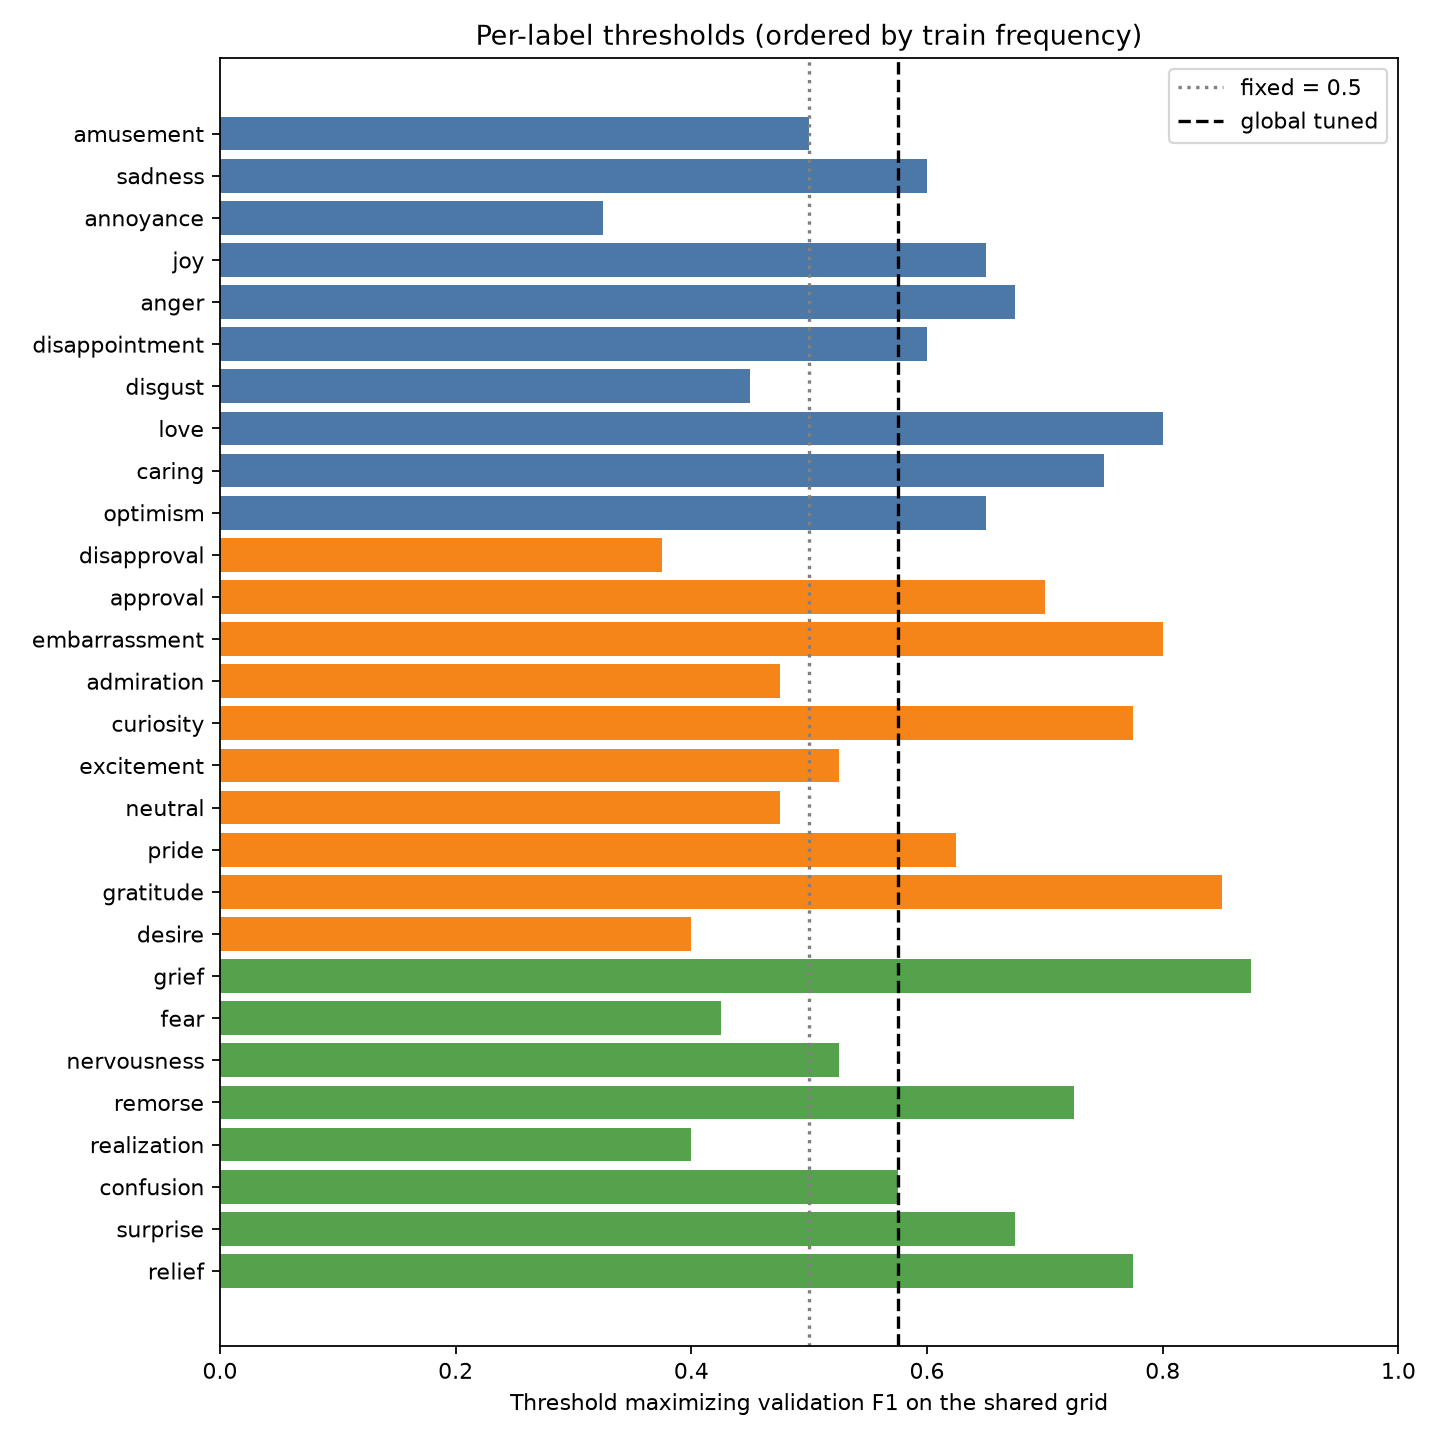 Per-label thresholds (ordered by train frequency)
fixed = 0.5
global tuned
amusement
sadness
annoyance
joy
anger
disappointment
disgust
love
caring
optimism
disapproval
approval
embarrassment
admiration
curiosity
excitement
neutral
pride
gratitude
desire
grief
fear
nervousness
remorse
realization
confusion
surprise
relief
0.0 0.2 0.4 0.6 0.8 1.0
Threshold maximizing validation F1 on the shared grid